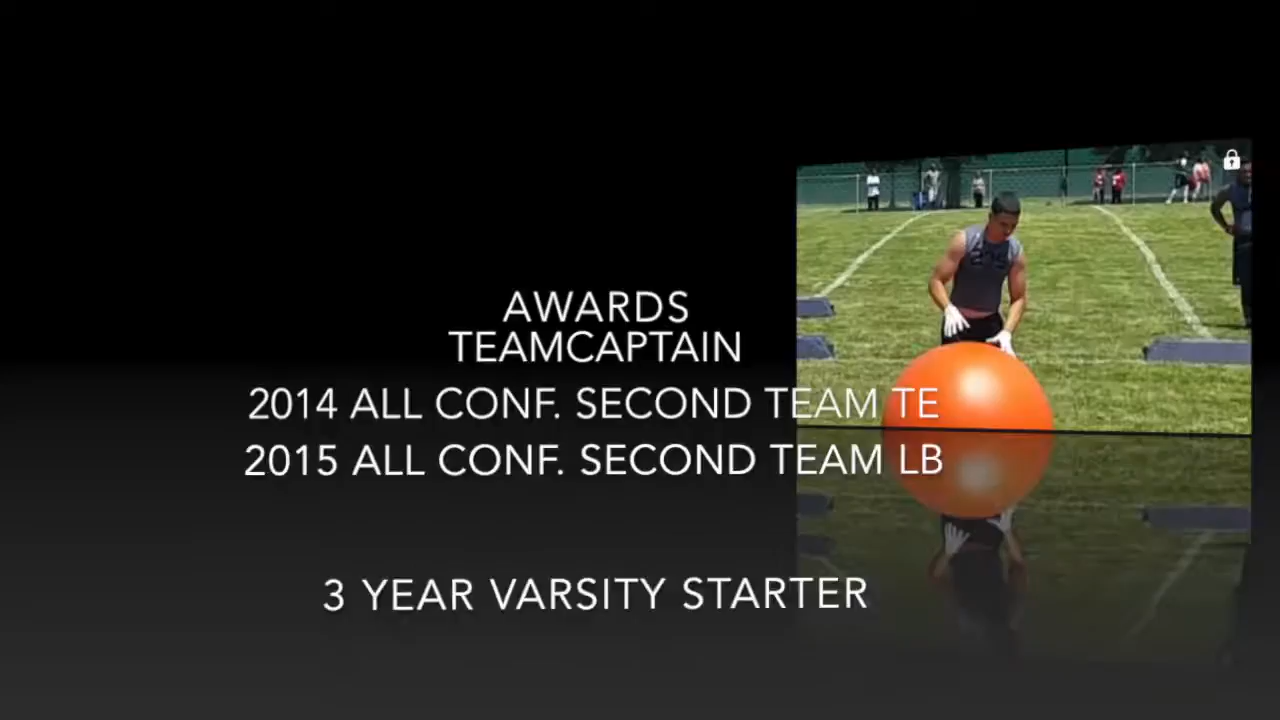 AWARDS
TEAMCAPTAIN
2014 ALL CONF. SECOND TEAM TE
2015 ALL CONF. SECOND TEAM LB
3 YEAR VARSITY STARTER